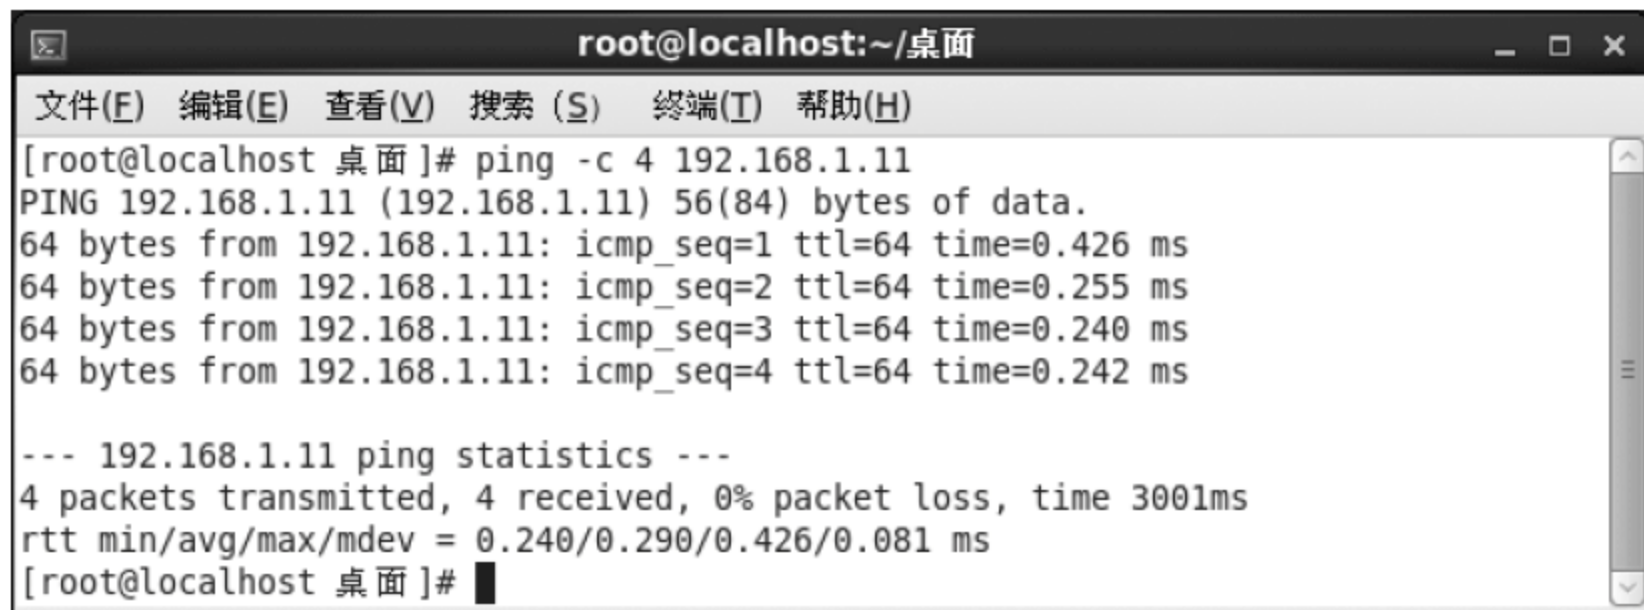 root@localhost:~/桌面
文件(F) 编辑(E) 查看(V) 搜索 (S) 终端(T) 帮助(H)
[root@localhost 桌面]# ping -c 4 192.168.1.11
PING 192.168.1.11 (192.168.1.11) 56(84) bytes of data.
64 bytes from 192.168.1.11: icmp_seq=1 ttl=64 time=0.426 ms
64 bytes from 192.168.1.11: icmp_seq=2 ttl=64 time=0.255 ms
64 bytes from 192.168.1.11: icmp_seq=3 ttl=64 time=0.240 ms
64 bytes from 192.168.1.11: icmp_seq=4 ttl=64 time=0.242 ms
--- 192.168.1.11 ping statistics ---
4 packets transmitted, 4 received, 0% packet loss, time 3001ms
rtt min/avg/max/mdev = 0.240/0.290/0.426/0.081 ms
[root@localhost 桌面]#